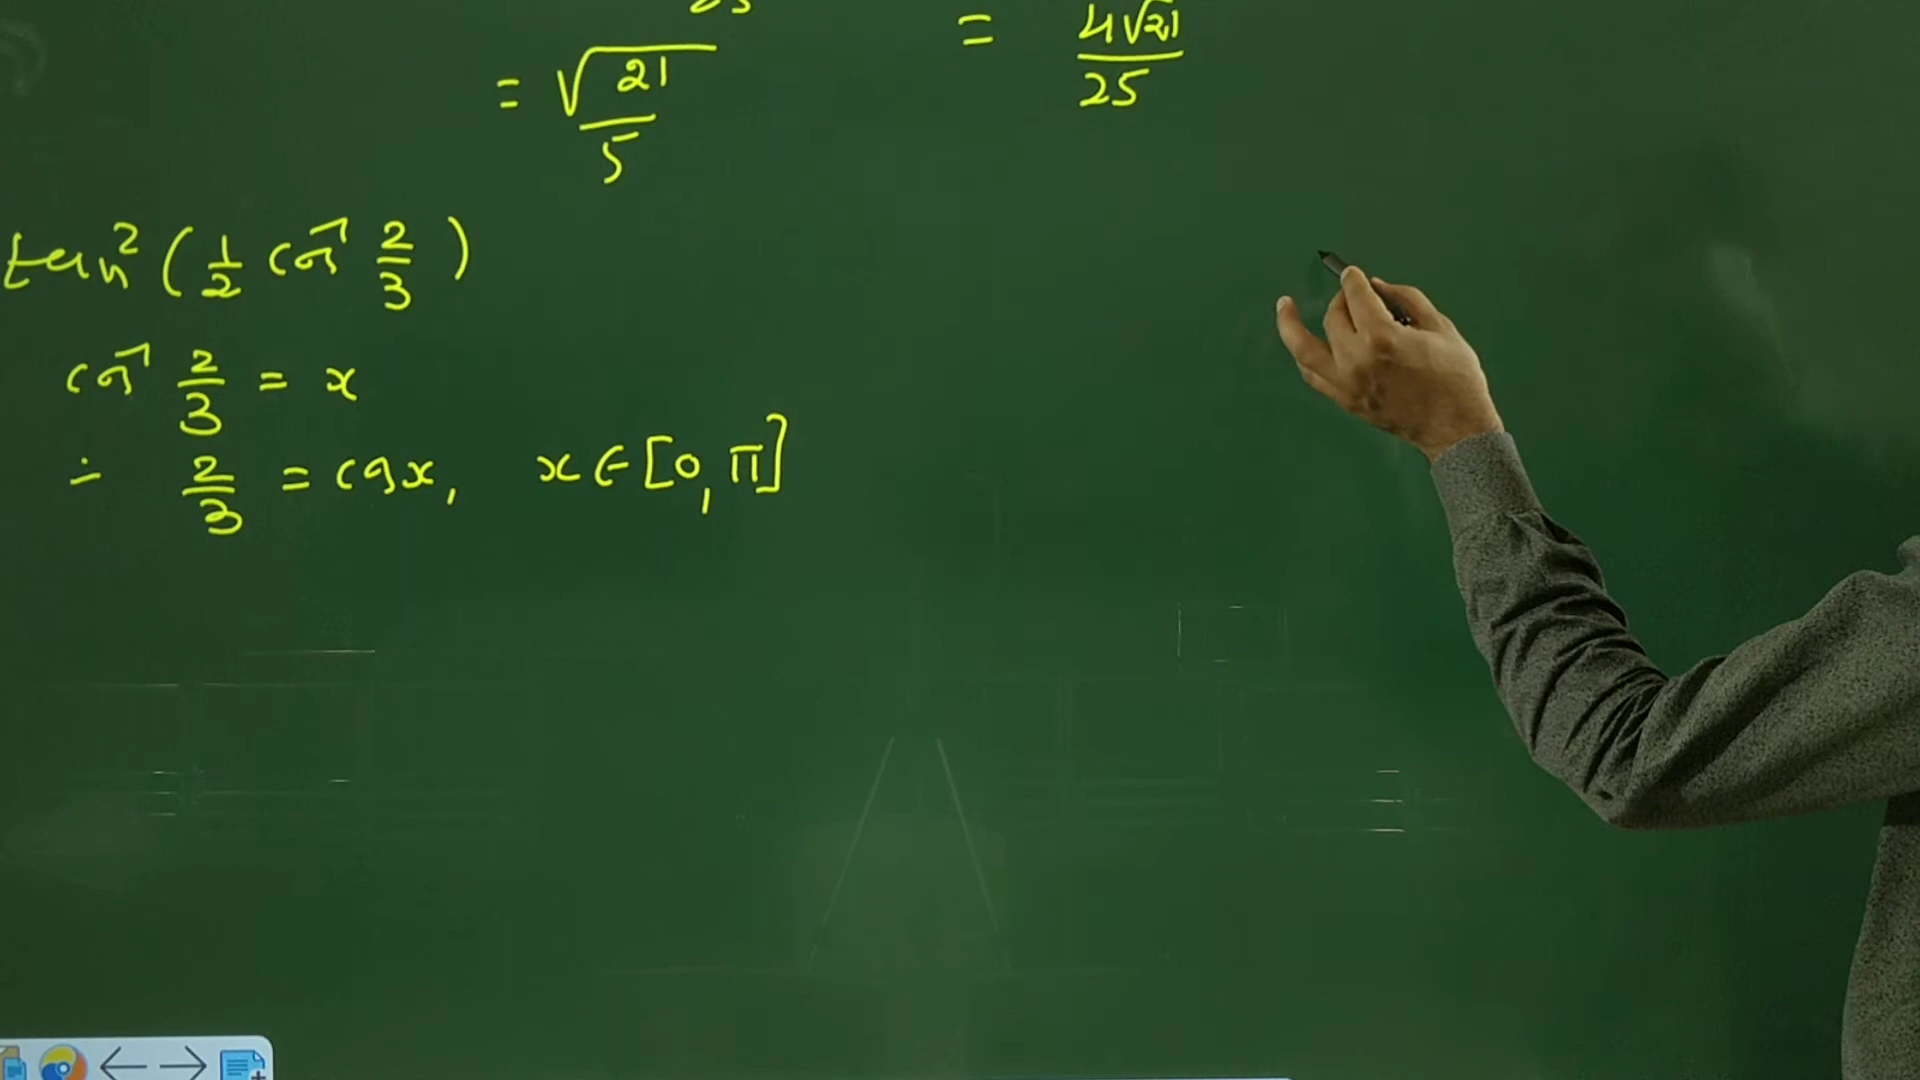 = √21/5
= 4√21/25
tan² (1/2 cos⁻¹ 2/3)
cos⁻¹ 2/3 = x
∴ 2/3 = cos x, x ∈ [0, π]